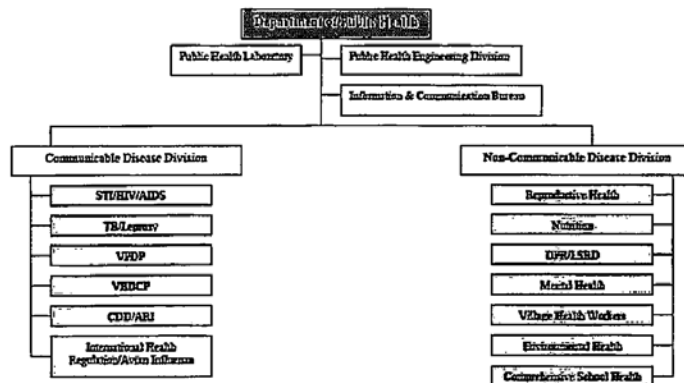 Department of Public Health
Public Health Laboratory
Public Health Engineering Division
Information & Communication Bureau
Communicable Disease Division
Non-Communicable Disease Division
STI/HIV/AIDS
TB/Leprosy
VPDP
VBDCP
CDD/ARI
International Health
Regulation/Avian Influenza
Reproductive Health
Nutrition
Mental Health
Village Health Workers
Environmental Health
Comprehensive School Health